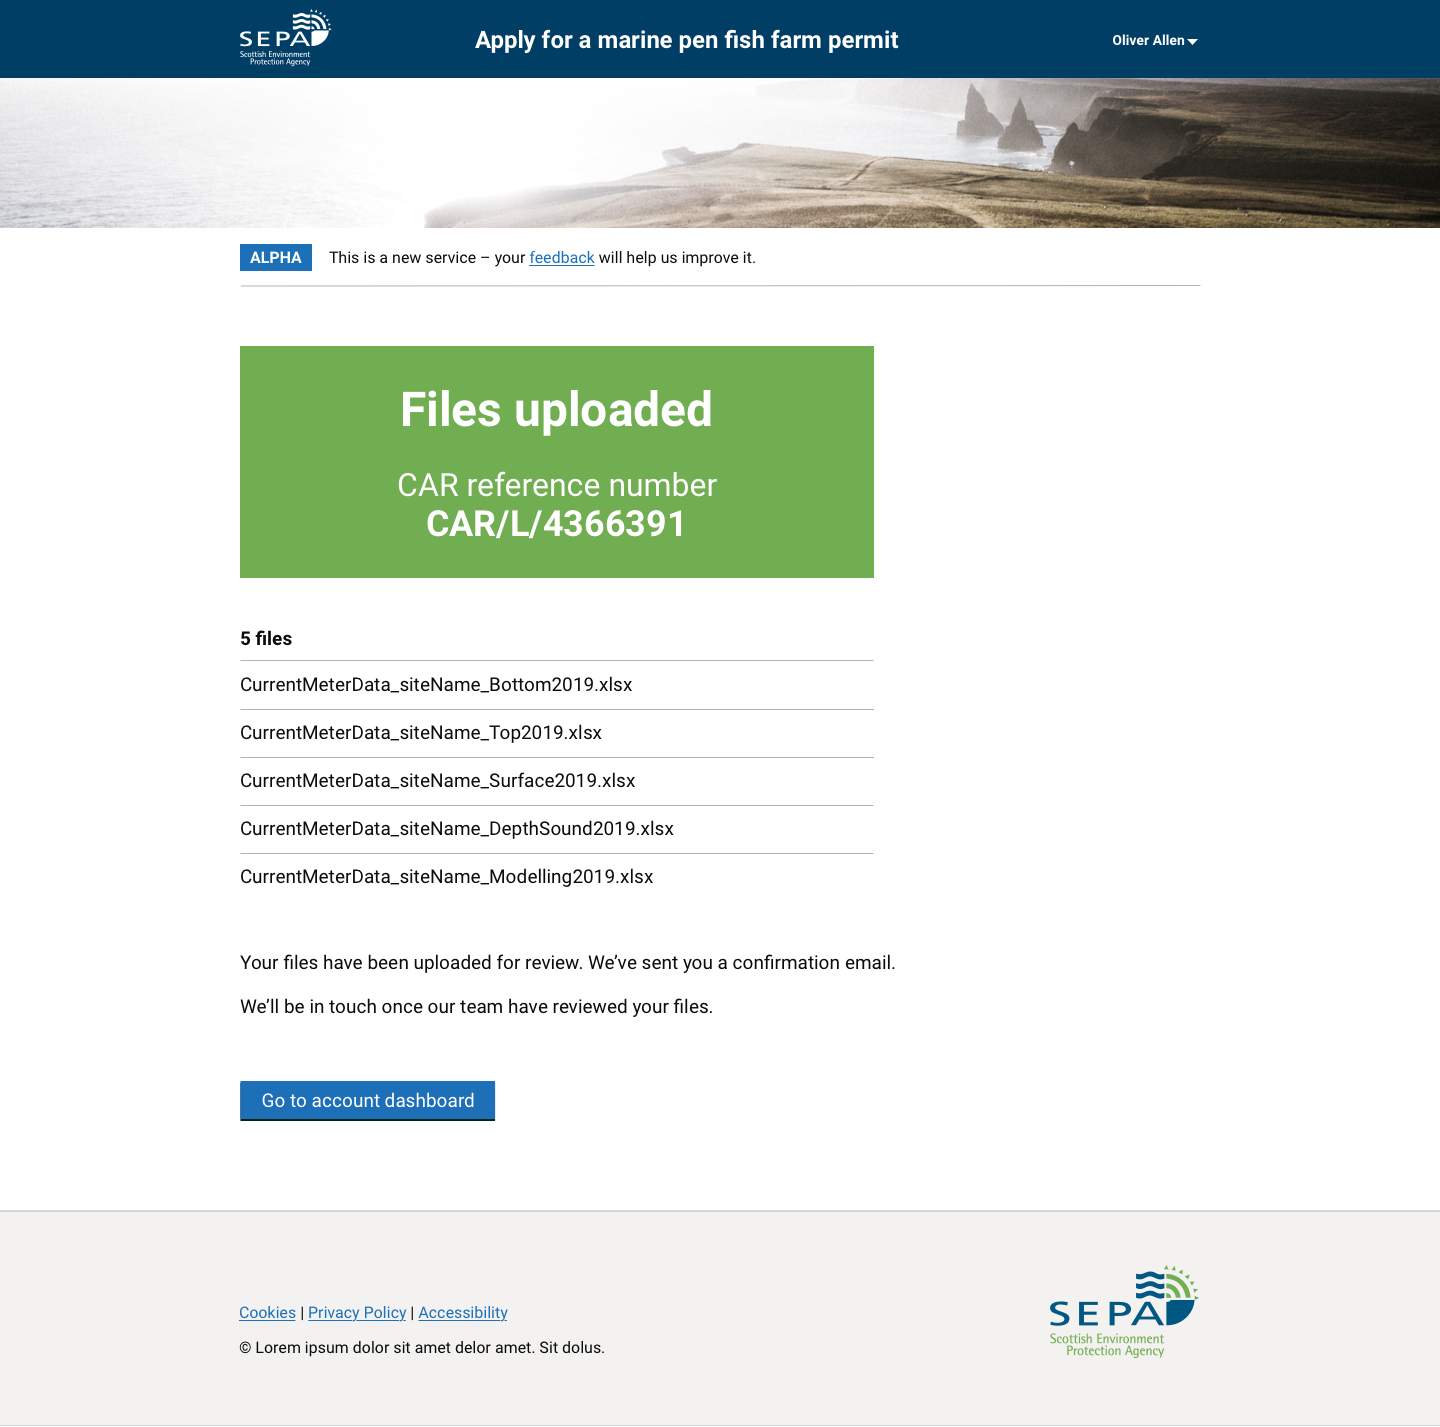 SEPA
Scottish Environment
Protection Agency
Apply for a marine pen fish farm permit
Oliver Allen
ALPHA
This is a new service – your feedback will help us improve it.
Files uploaded
CAR reference number
CAR/L/4366391
5 files
CurrentMeterData_siteName_Bottom2019.xlsx
CurrentMeterData_siteName_Top2019.xlsx
CurrentMeterData_siteName_Surface2019.xlsx
CurrentMeterData_siteName_DepthSound2019.xlsx
CurrentMeterData_siteName_Modelling2019.xlsx
Your files have been uploaded for review. We’ve sent you a confirmation email.
We’ll be in touch once our team have reviewed your files.
Go to account dashboard
Cookies | Privacy Policy | Accessibility
© Lorem ipsum dolor sit amet delor amet. Sit dolus.
SEPA
Scottish Environment
Protection Agency